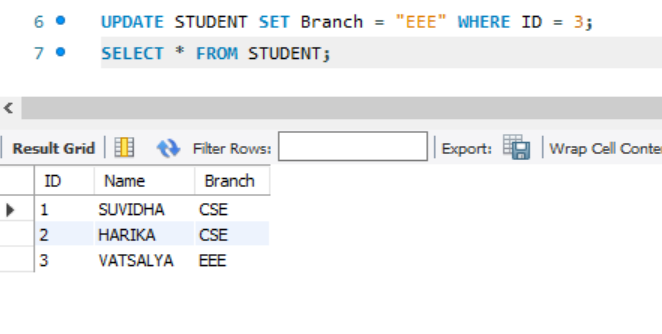 6 UPDATE STUDENT SET Branch = "EEE" WHERE ID = 3;
7 SELECT * FROM STUDENT;
Result Grid Filter Rows: Export: Wrap Cell Conte
ID Name Branch
1 SUVIDHA CSE
2 HARIKA CSE
3 VATSALYA EEE